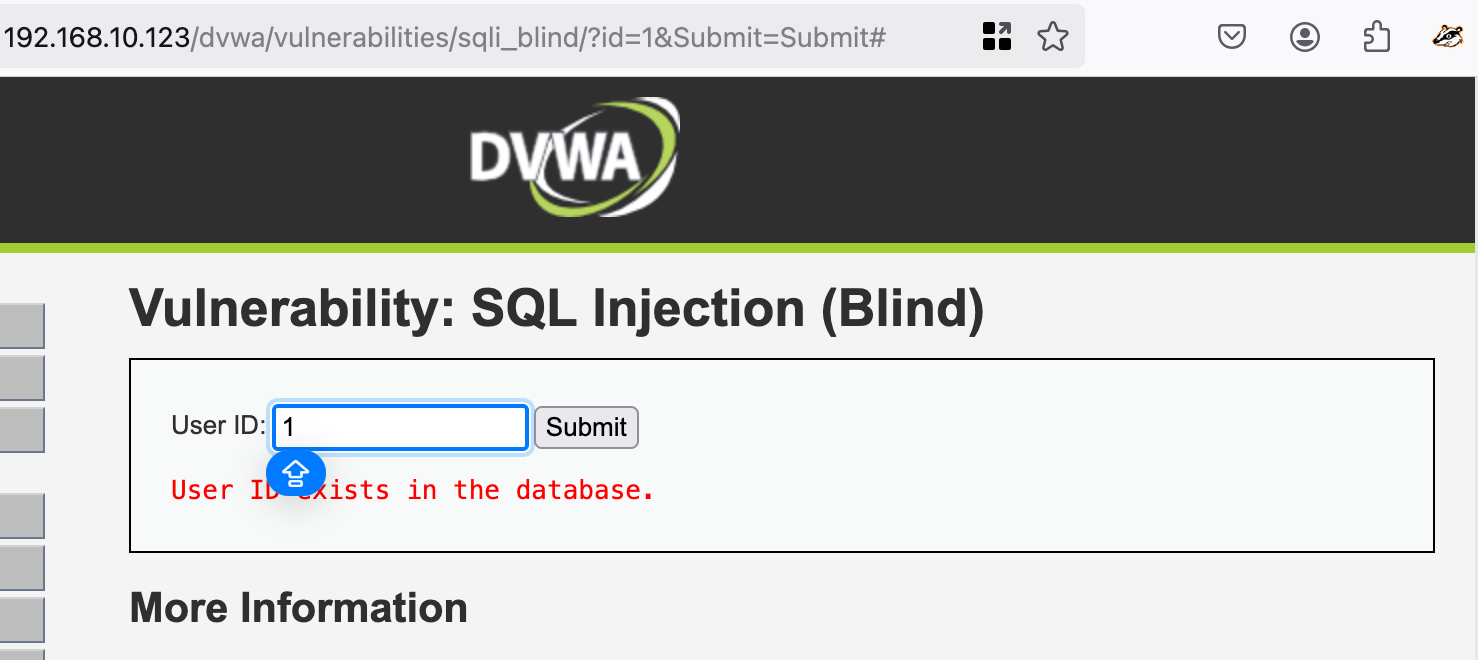 192.168.10.123/dvwa/vulnerabilities/sqli_blind/?id=1&Submit=Submit#
DVWA
Vulnerability: SQL Injection (Blind)
User ID: 1 Submit
User ID exists in the database.
More Information